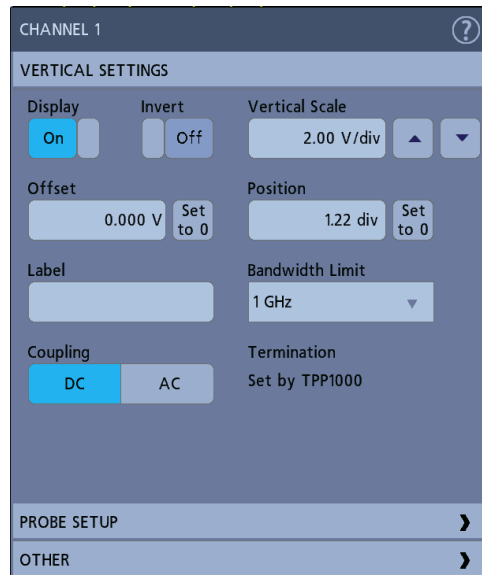 CHANNEL 1 ?
VERTICAL SETTINGS
Display Invert Vertical Scale
On Off 2.00 V/div
Offset Position
0.000 V Set to 0 1.22 div Set to 0
Label Bandwidth Limit
1 GHz
Coupling Termination
DC AC Set by TPP1000
PROBE SETUP
OTHER